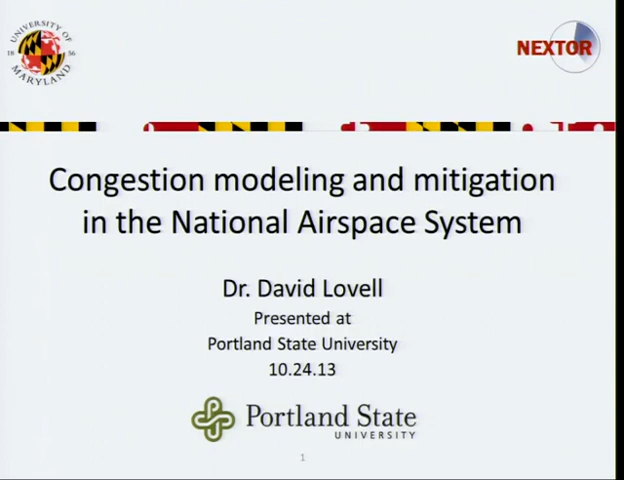 UNIVERSITY OF
18 56
MARYLAND
NEXTOR
Congestion modeling and mitigation
in the National Airspace System
Dr. David Lovell
Presented at
Portland State University
10.24.13
Portland State
UNIVERSITY
1